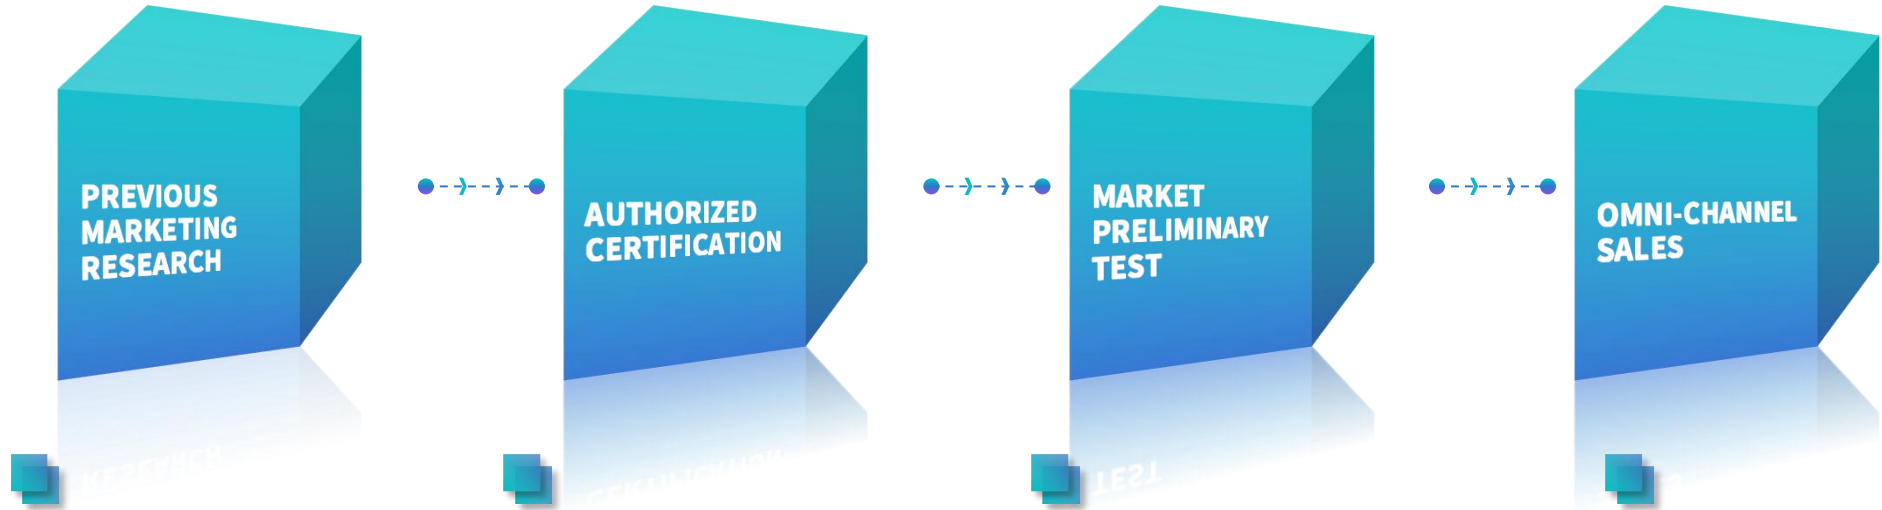 PREVIOUS
MARKETING
RESEARCH
AUTHORIZED
CERTIFICATION
MARKET
PRELIMINARY
TEST
OMNI-CHANNEL
SALES